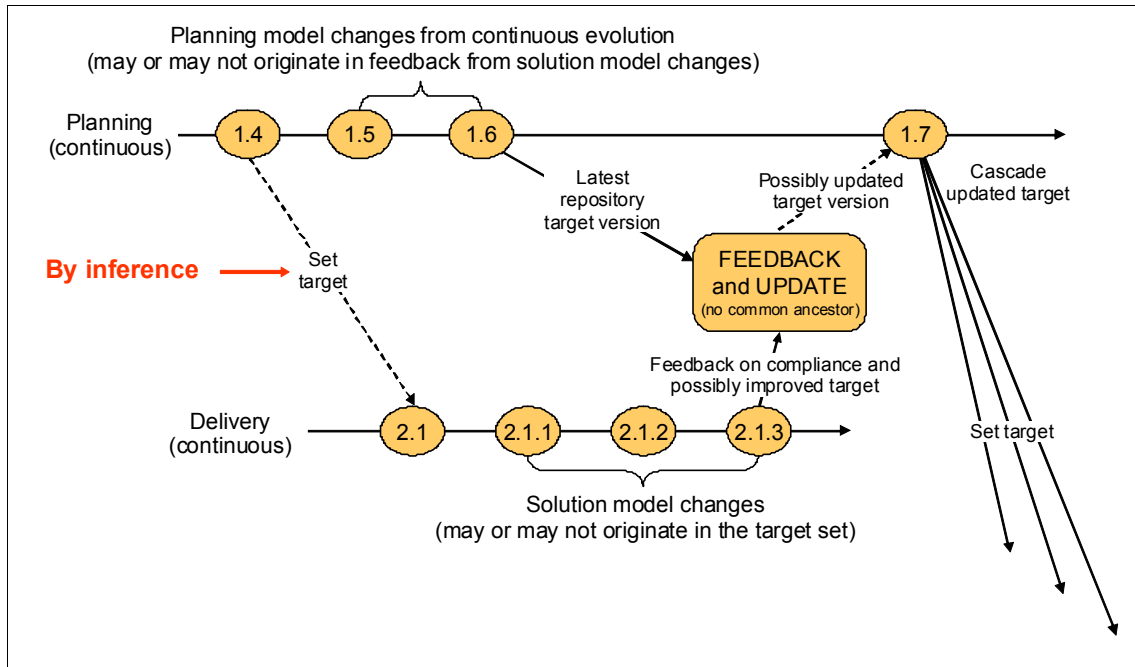 Planning model changes from continuous evolution
(may or may not originate in feedback from solution model changes)
Planning
(continuous)
1.4
1.5
1.6
1.7
Latest
repository
target version
Possibly updated
target version
Cascade
updated target
By inference
Set
target
FEEDBACK
and UPDATE
(no common ancestor)
Feedback on compliance and
possibly improved target
Delivery
(continuous)
2.1
2.1.1
2.1.2
2.1.3
Set target
Solution model changes
(may or may not originate in the target set)